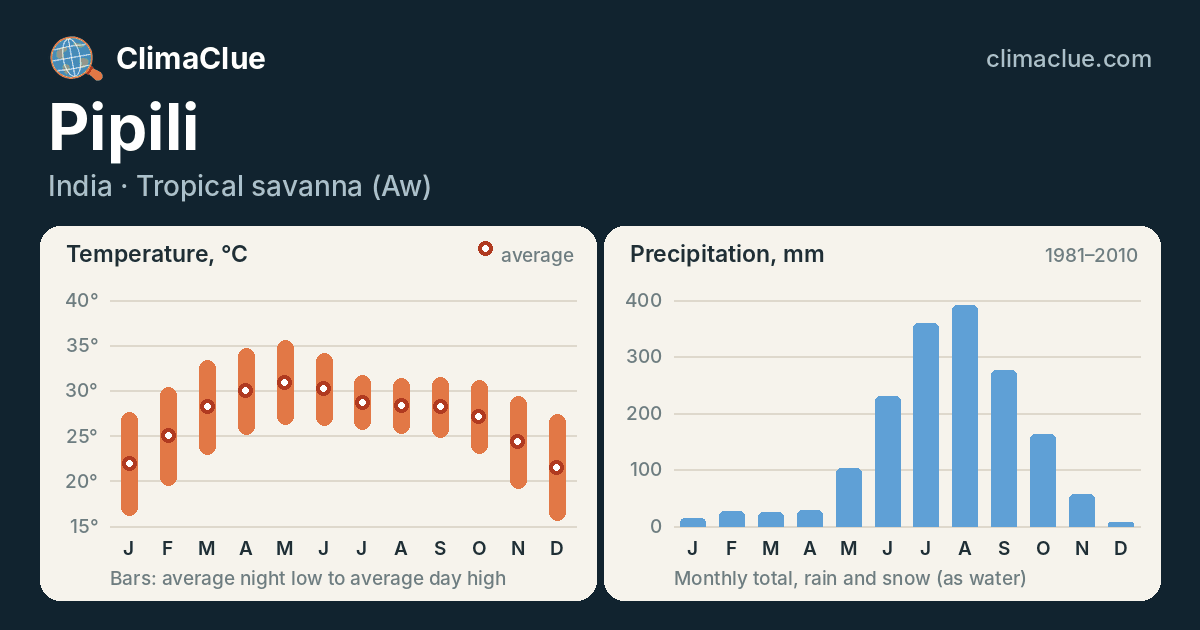 ClimaClue
climaclue.com
Pipili
India · Tropical savanna (Aw)
Temperature, °C
average
40°
35°
30°
25°
20°
15°
J F M A M J J A S O N D
Bars: average night low to average day high
Precipitation, mm
1981–2010
400
300
200
100
0
J F M A M J J A S O N D
Monthly total, rain and snow (as water)